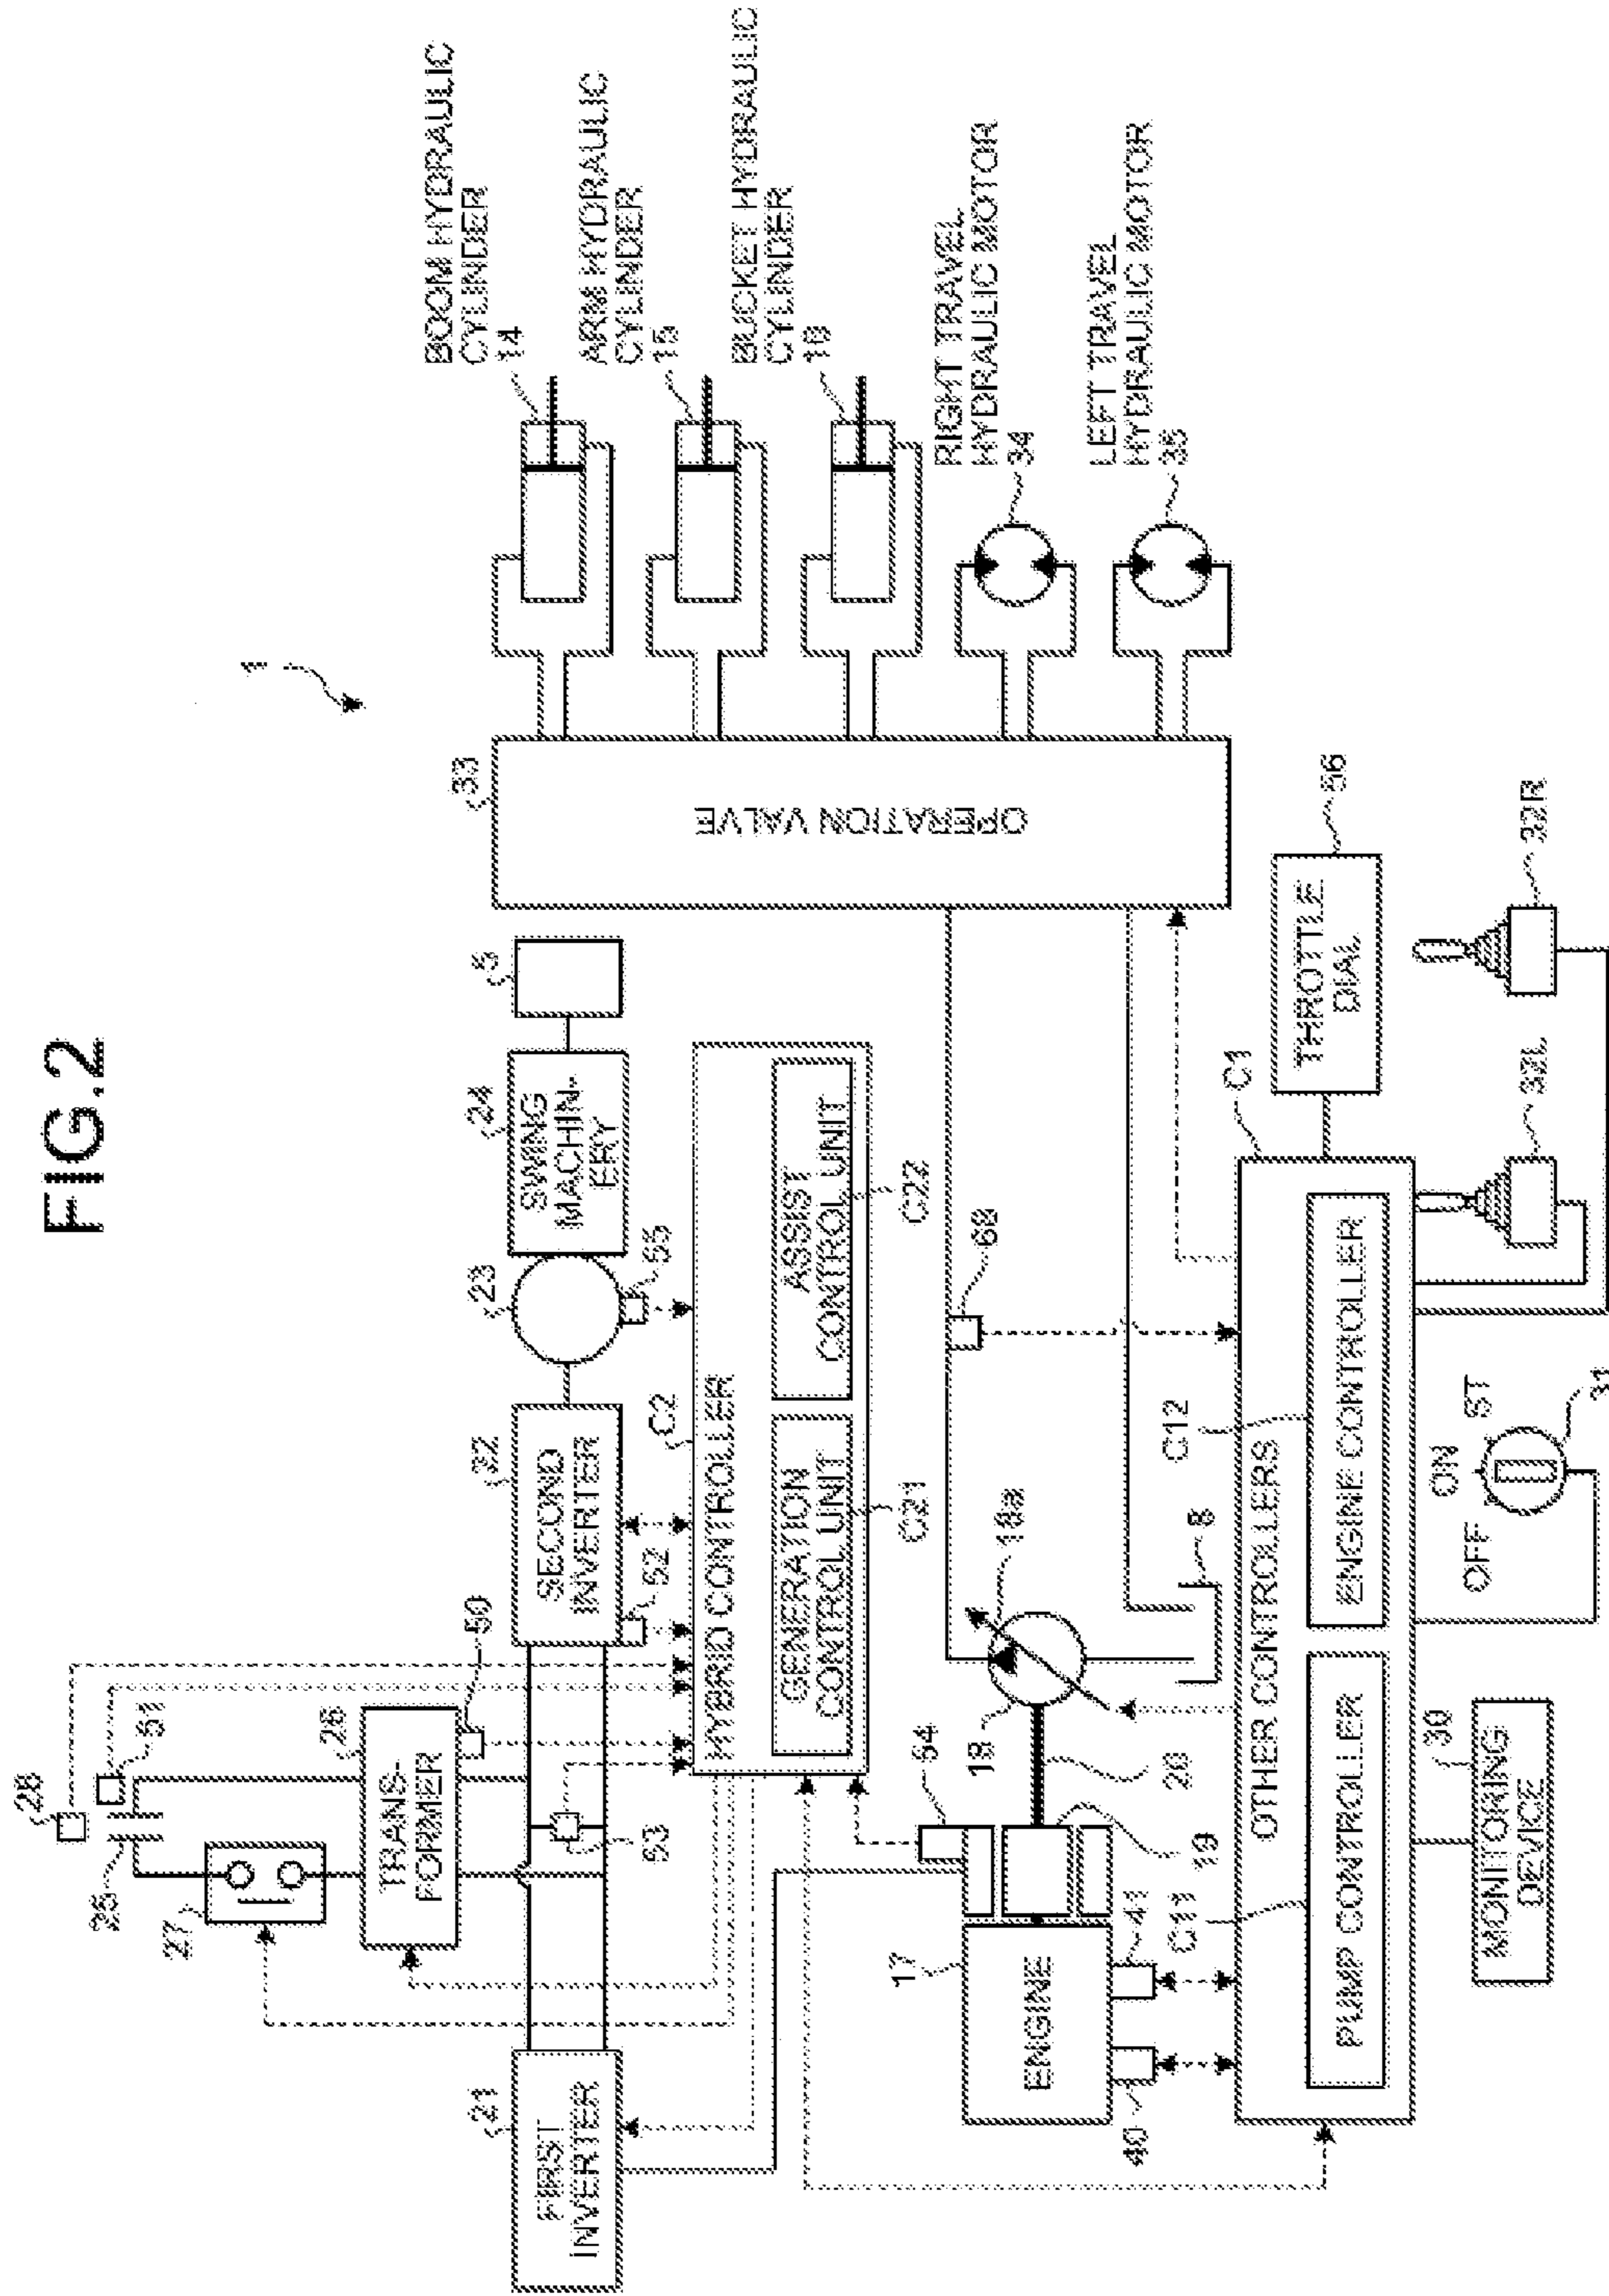 FIG.2
1
28
51
25
27
26
TRANS-
FORMER
50
53
21
FIRST
INVERTER
22
SECOND
INVERTER
52
23
55
24
SWING
MACHIN-
ERY
5
HYBRID CONTROLLER
C2
GENERATION
CONTROL UNIT
C21
ASSIST
CONTROL UNIT
C22
33
OPERATION VALVE
BOOM HYDRAULIC
CYLINDER
14
ARM HYDRAULIC
CYLINDER
15
BUCKET HYDRAULIC
CYLINDER
16
RIGHT TRAVEL
HYDRAULIC MOTOR
34
LEFT TRAVEL
HYDRAULIC MOTOR
35
17
ENGINE
54
19
20
18
18a
8
68
40
41
OTHER CONTROLLERS
C1
C11
PUMP CONTROLLER
C12
ENGINE CONTROLLER
THROTTLE
DIAL
56
MONITORING
DEVICE
30
OFF
ON
ST
31
32L
32R